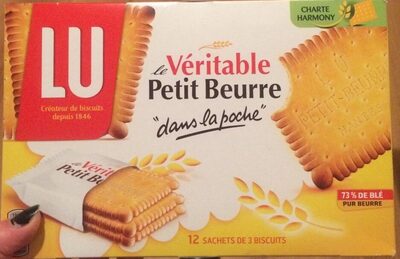 CHARTE
HARMONY
LU
Créateur de biscuits
depuis 1846
Le Véritable
Petit Beurre
"dans la poche"
Le Véritable
Petit Beu
73% DE BLÉ
PUR BEURRE
12 SACHETS DE 3 BISCUITS